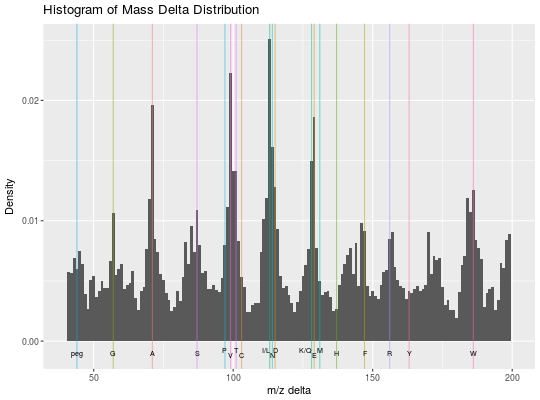 Histogram of Mass Delta Distribution
Density
0.02
0.01
0.00
peg G A S P V T C I/L N D K/Q E M H F R Y W
50 100 150 200
m/z delta